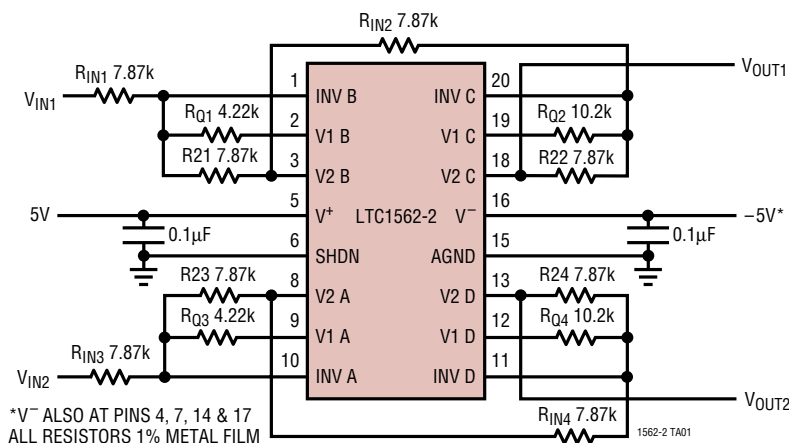 RIN2 7.87k
RIN1 7.87k
VIN1
VOUT1
1
INV B
INV C
20
RQ1 4.22k
2
V1 B
V1 C
19
RQ2 10.2k
R21 7.87k
3
V2 B
V2 C
18
R22 7.87k
5V
5
V+
LTC1562-2
V–
16
–5V*
0.1µF
6
SHDN
AGND
15
0.1µF
R23 7.87k
8
V2 A
V2 D
13
R24 7.87k
RQ3 4.22k
9
V1 A
V1 D
12
RQ4 10.2k
RIN3 7.87k
VIN2
10
INV A
INV D
11
VOUT2
RIN4 7.87k
*V– ALSO AT PINS 4, 7, 14 & 17
ALL RESISTORS 1% METAL FILM
1562-2 TA01